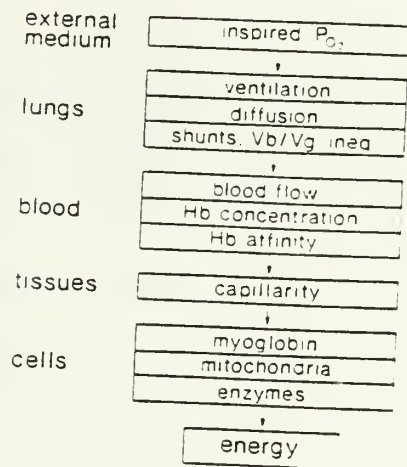 external
medium
inspired PO2
lungs
ventilation
diffusion
shunts, Vb/Vg ineq
blood
blood flow
Hb concentration
Hb affinity
tissues
capillarity
cells
myoglobin
mitochondria
enzymes
energy